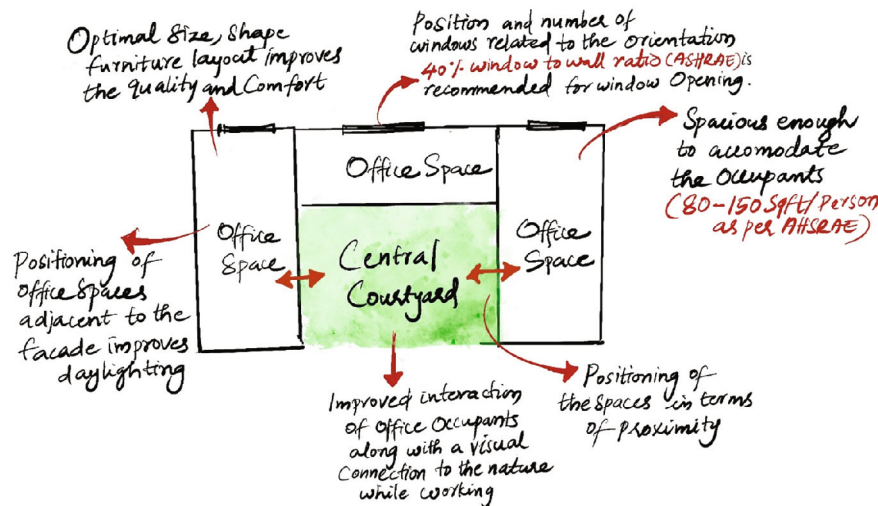 Optimal Size, Shape
furniture layout improves
the quality and Comfort
Position and number of
windows related to the Orientation
40% window to wall ratio (ASHRAE) is
recommended for window Opening.
Spacious enough
to accomodate
the Occupants
(80-150 Sqft/Person
as per AHSRAE)
Office Space
Office
Space
Central
Courtyard
Office
Space
Positioning of
Office Spaces
adjacent to the
facade improves
daylighting
Improved interaction
of Office Occupants
along with a visual
Connection to the nature
while working
Positioning of
the Spaces in terms
of Proximity